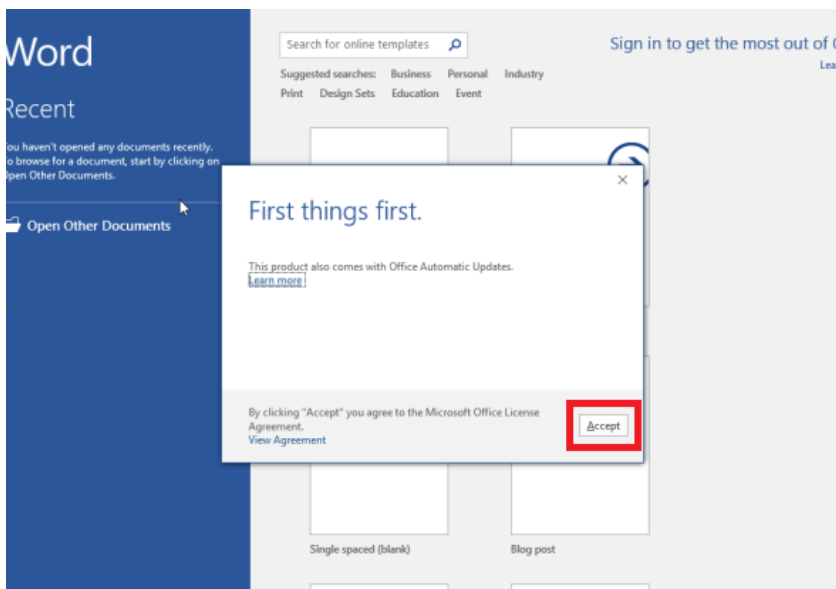 Word
Recent
You haven't opened any documents recently.
To browse for a document, start by clicking on
Open Other Documents.
Open Other Documents
Search for online templates
Suggested searches: Business Personal Industry
Print Design Sets Education Event
Sign in to get the most out of
First things first.
This product also comes with Office Automatic Updates.
Learn more
By clicking "Accept" you agree to the Microsoft Office License
Agreement.
View Agreement
Accept
Single spaced (blank)
Blog post